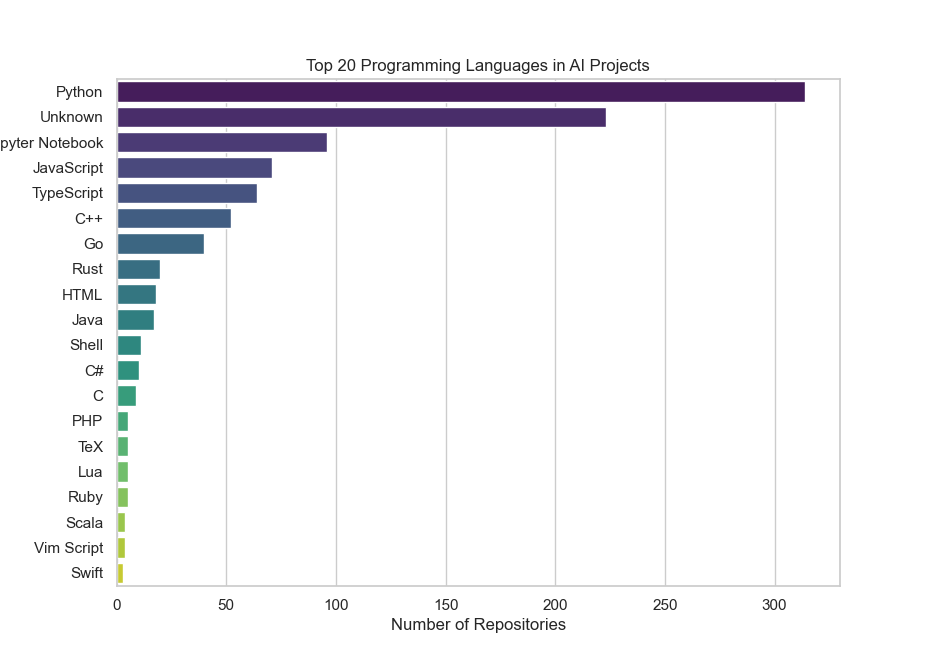 Top 20 Programming Languages in AI Projects
Python
Unknown
pyter Notebook
JavaScript
TypeScript
C++
Go
Rust
HTML
Java
Shell
C#
C
PHP
TeX
Lua
Ruby
Scala
Vim Script
Swift
0 50 100 150 200 250 300
Number of Repositories